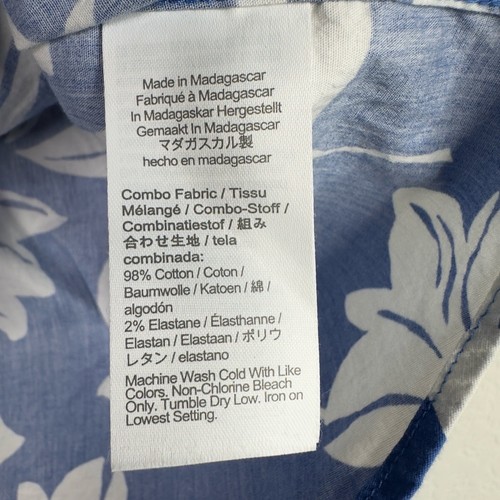 Made in Madagascar
Fabriqué à Madagascar
In Madagaskar Hergestellt
Gemaakt In Madagascar
マダガスカル製
hecho en madagascar
Combo Fabric / Tissu
Mélangé / Combo-Stoff /
Combinatiestof / 組み
合わせ生地 / tela
combinada:
98% Cotton / Coton /
Baumwolle / Katoen / 綿 /
algodón
2% Elastane / Élasthanne /
Elastan / Elastaan / ポリウ
レタン / elastano
Machine Wash Cold With Like
Colors. Non-Chlorine Bleach
Only. Tumble Dry Low. Iron on
Lowest Setting.